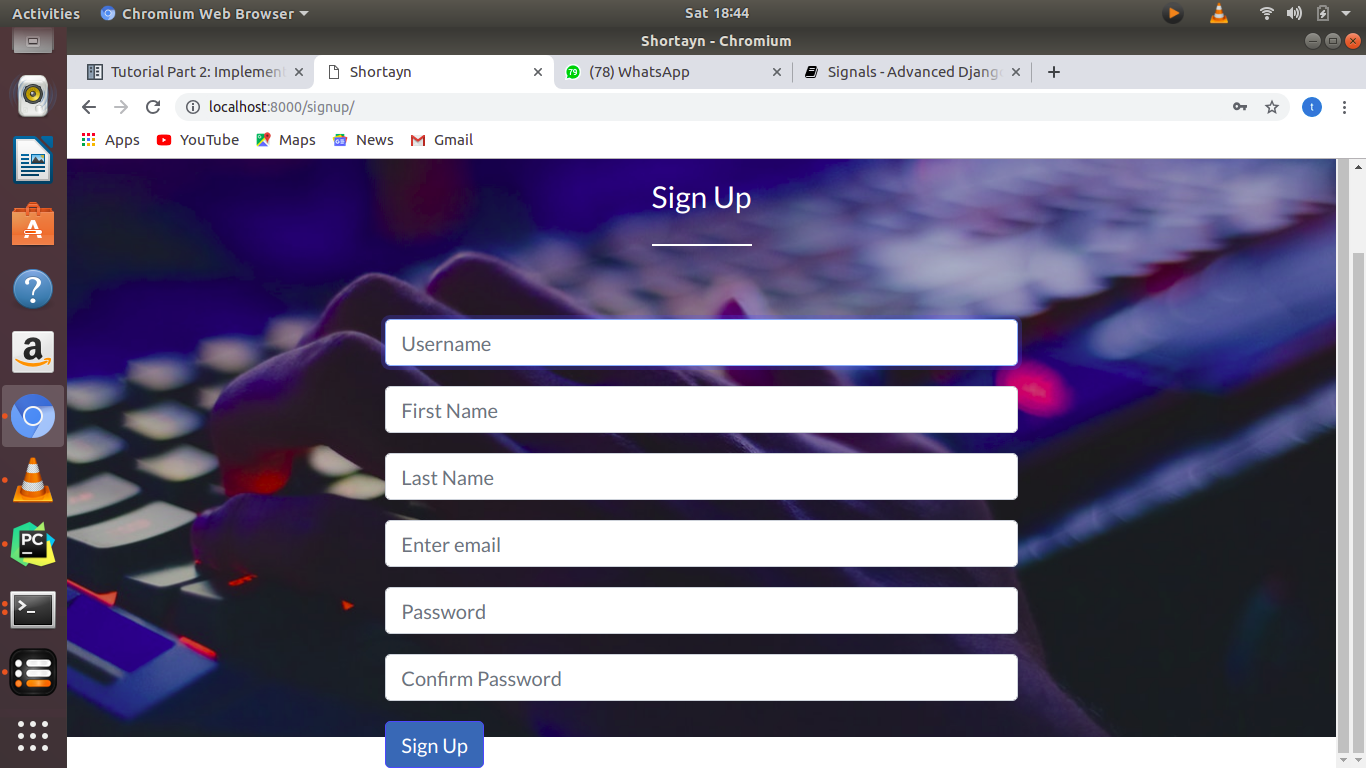 Activities Chromium Web Browser Sat 18:44
Shortayn - Chromium
Tutorial Part 2: Implement Shortayn (78) WhatsApp Signals - Advanced Djang
localhost:8000/signup/ t
Apps YouTube Maps News Gmail
Sign Up
Username
First Name
Last Name
Enter email
Password
Confirm Password
Sign Up
79
A
?
a
PC
>_